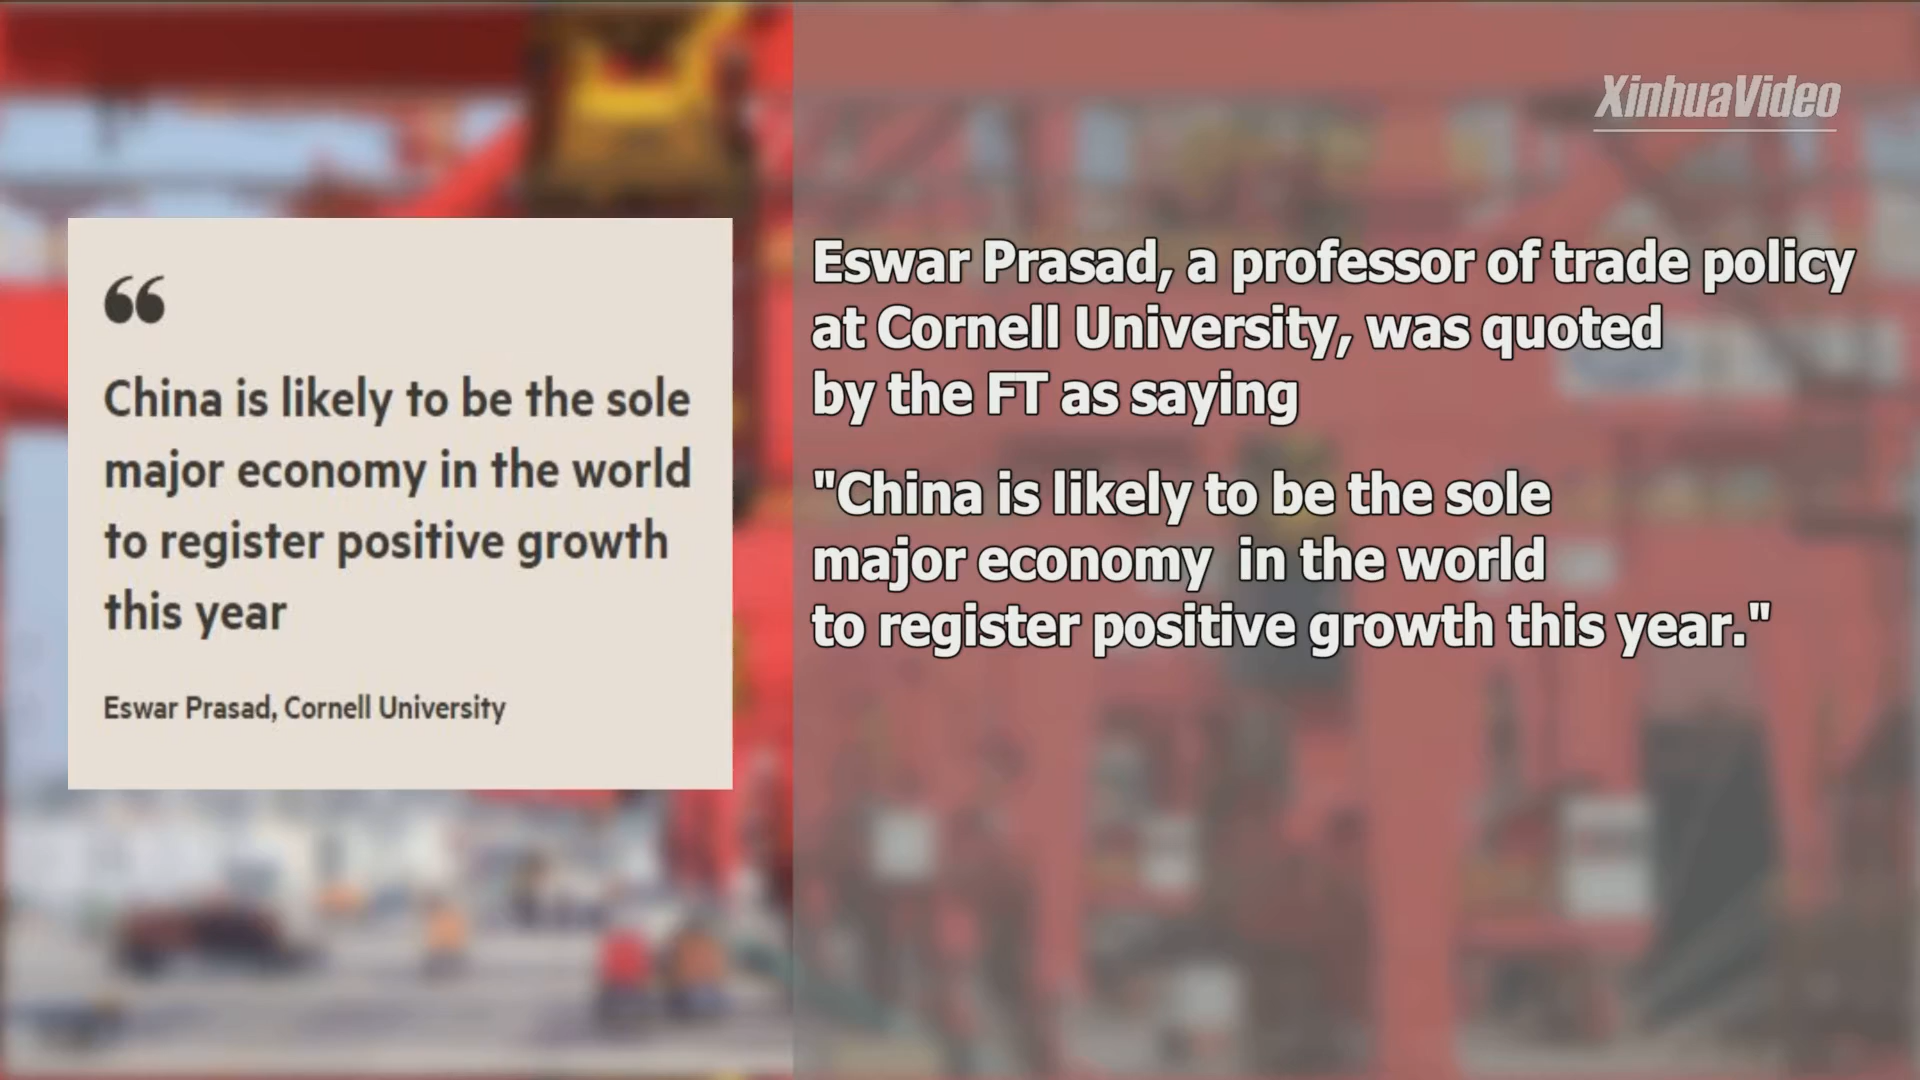 XinhuaVideo
“
China is likely to be the sole
major economy in the world
to register positive growth
this year
Eswar Prasad, Cornell University
Eswar Prasad, a professor of trade policy
at Cornell University, was quoted
by the FT as saying
"China is likely to be the sole
major economy in the world
to register positive growth this year."